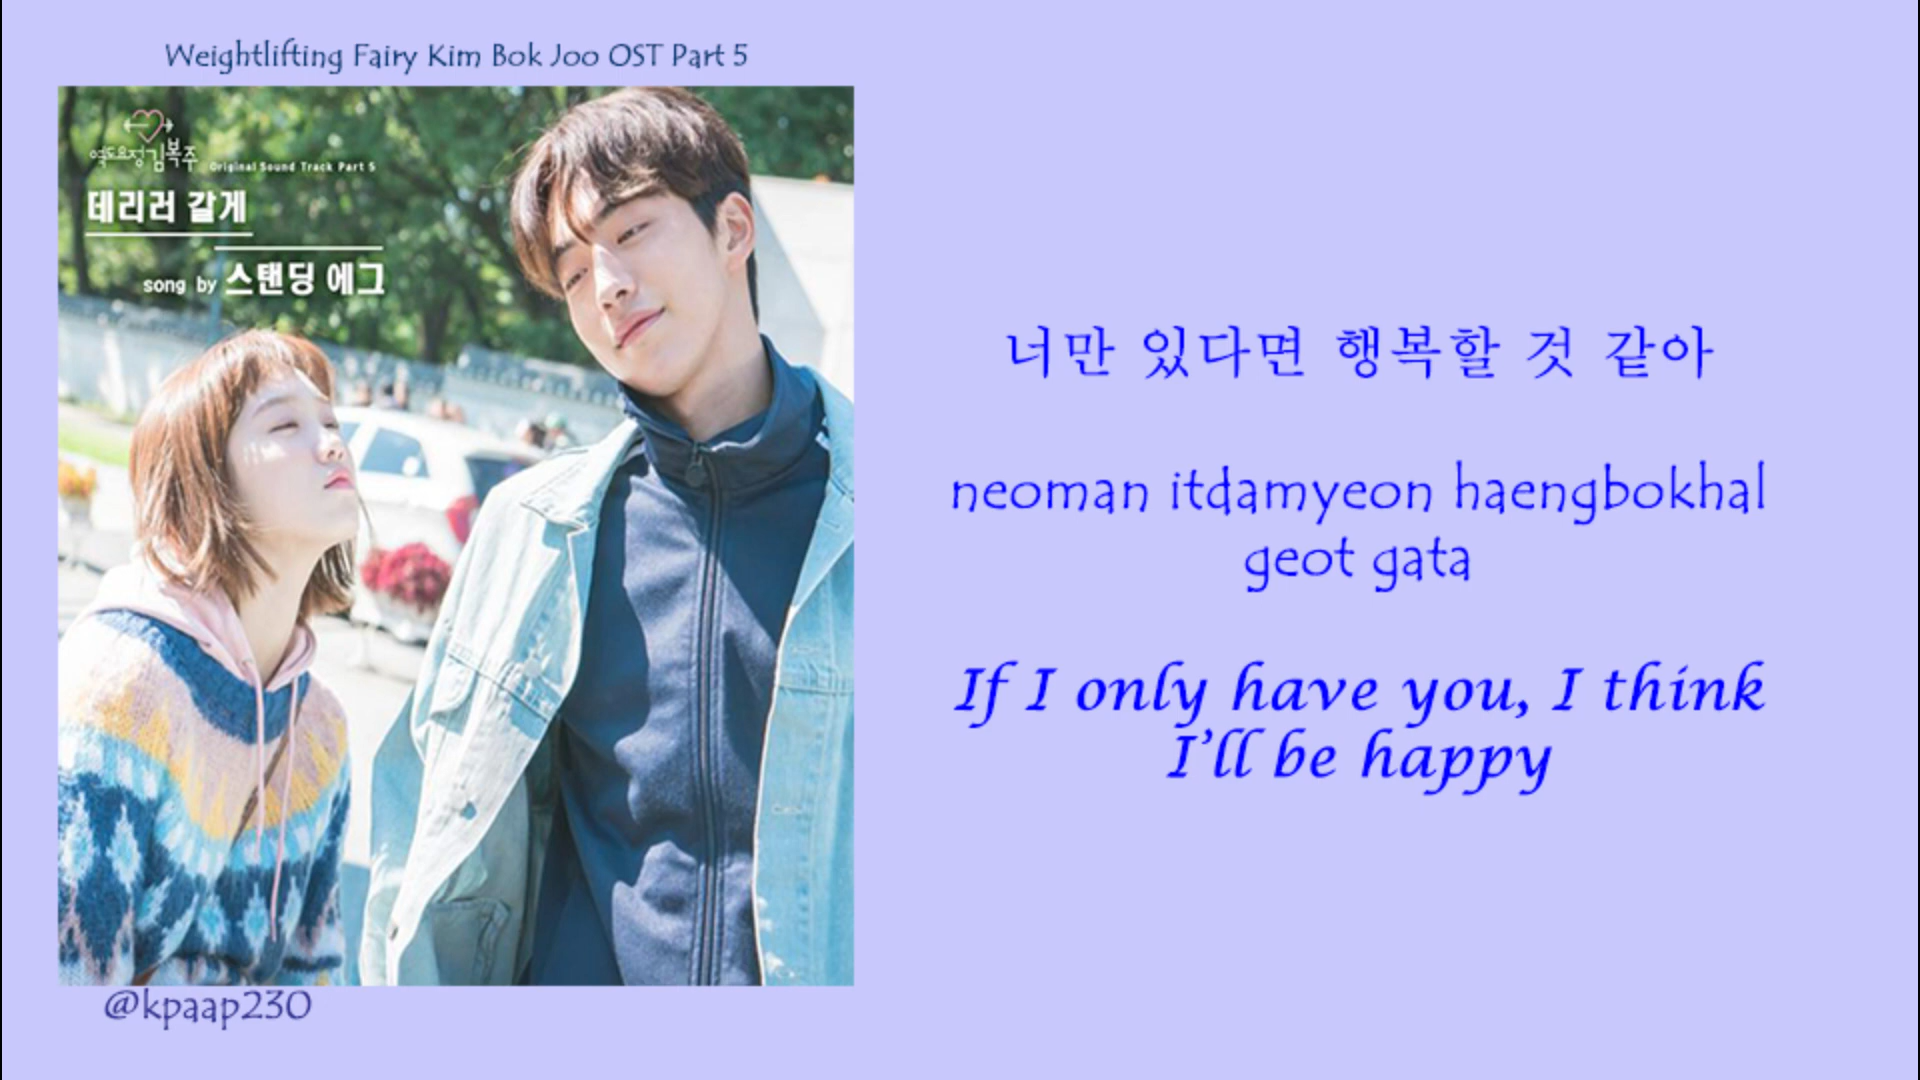 Weightlifting Fairy Kim Bok Joo OST Part 5
역도요정김복주 Original Sound Track Part 5
데리러 갈게
song by 스탠딩 에그
너만 있다면 행복할 것 같아
neoman itdamyeon haengbokhal
geot gata
If I only have you, I think
I'll be happy
@kpaap230